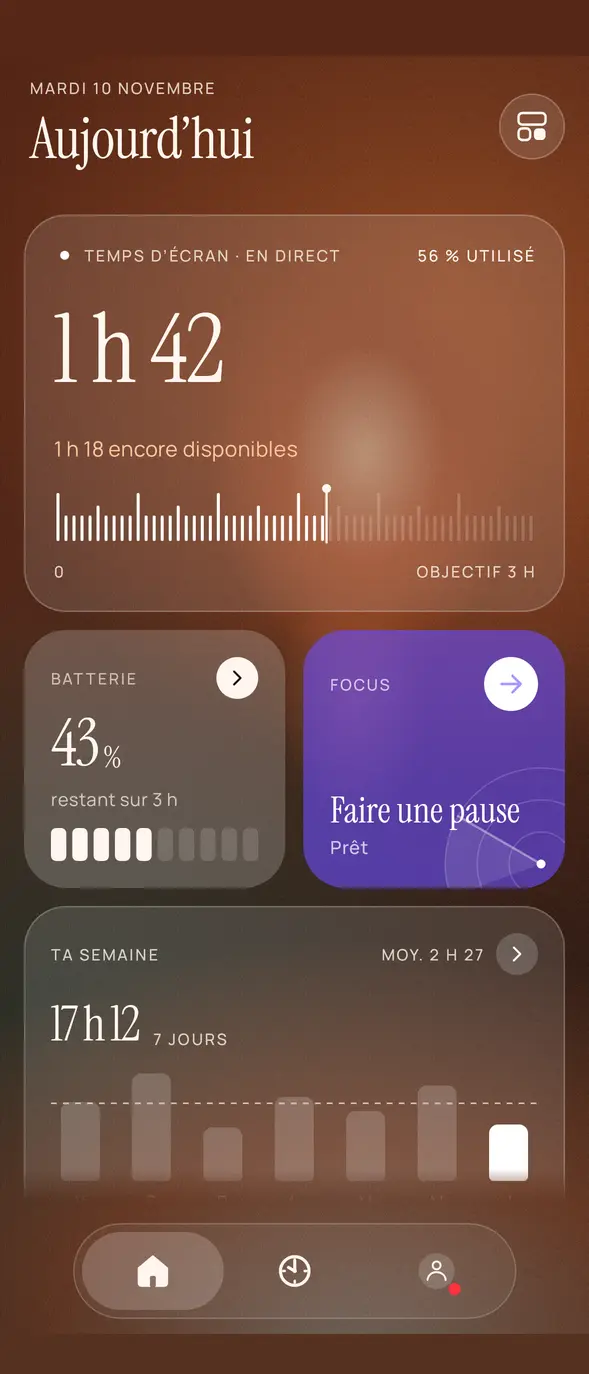 MARDI 10 NOVEMBRE
Aujourd’hui
TEMPS D’ÉCRAN · EN DIRECT
56 % UTILISÉ
1 h 42
1 h 18 encore disponibles
0
OBJECTIF 3 H
BATTERIE
43 %
restant sur 3 h
FOCUS
Faire une pause
Prêt
TA SEMAINE
MOY. 2 H 27
17 h 12 7 JOURS